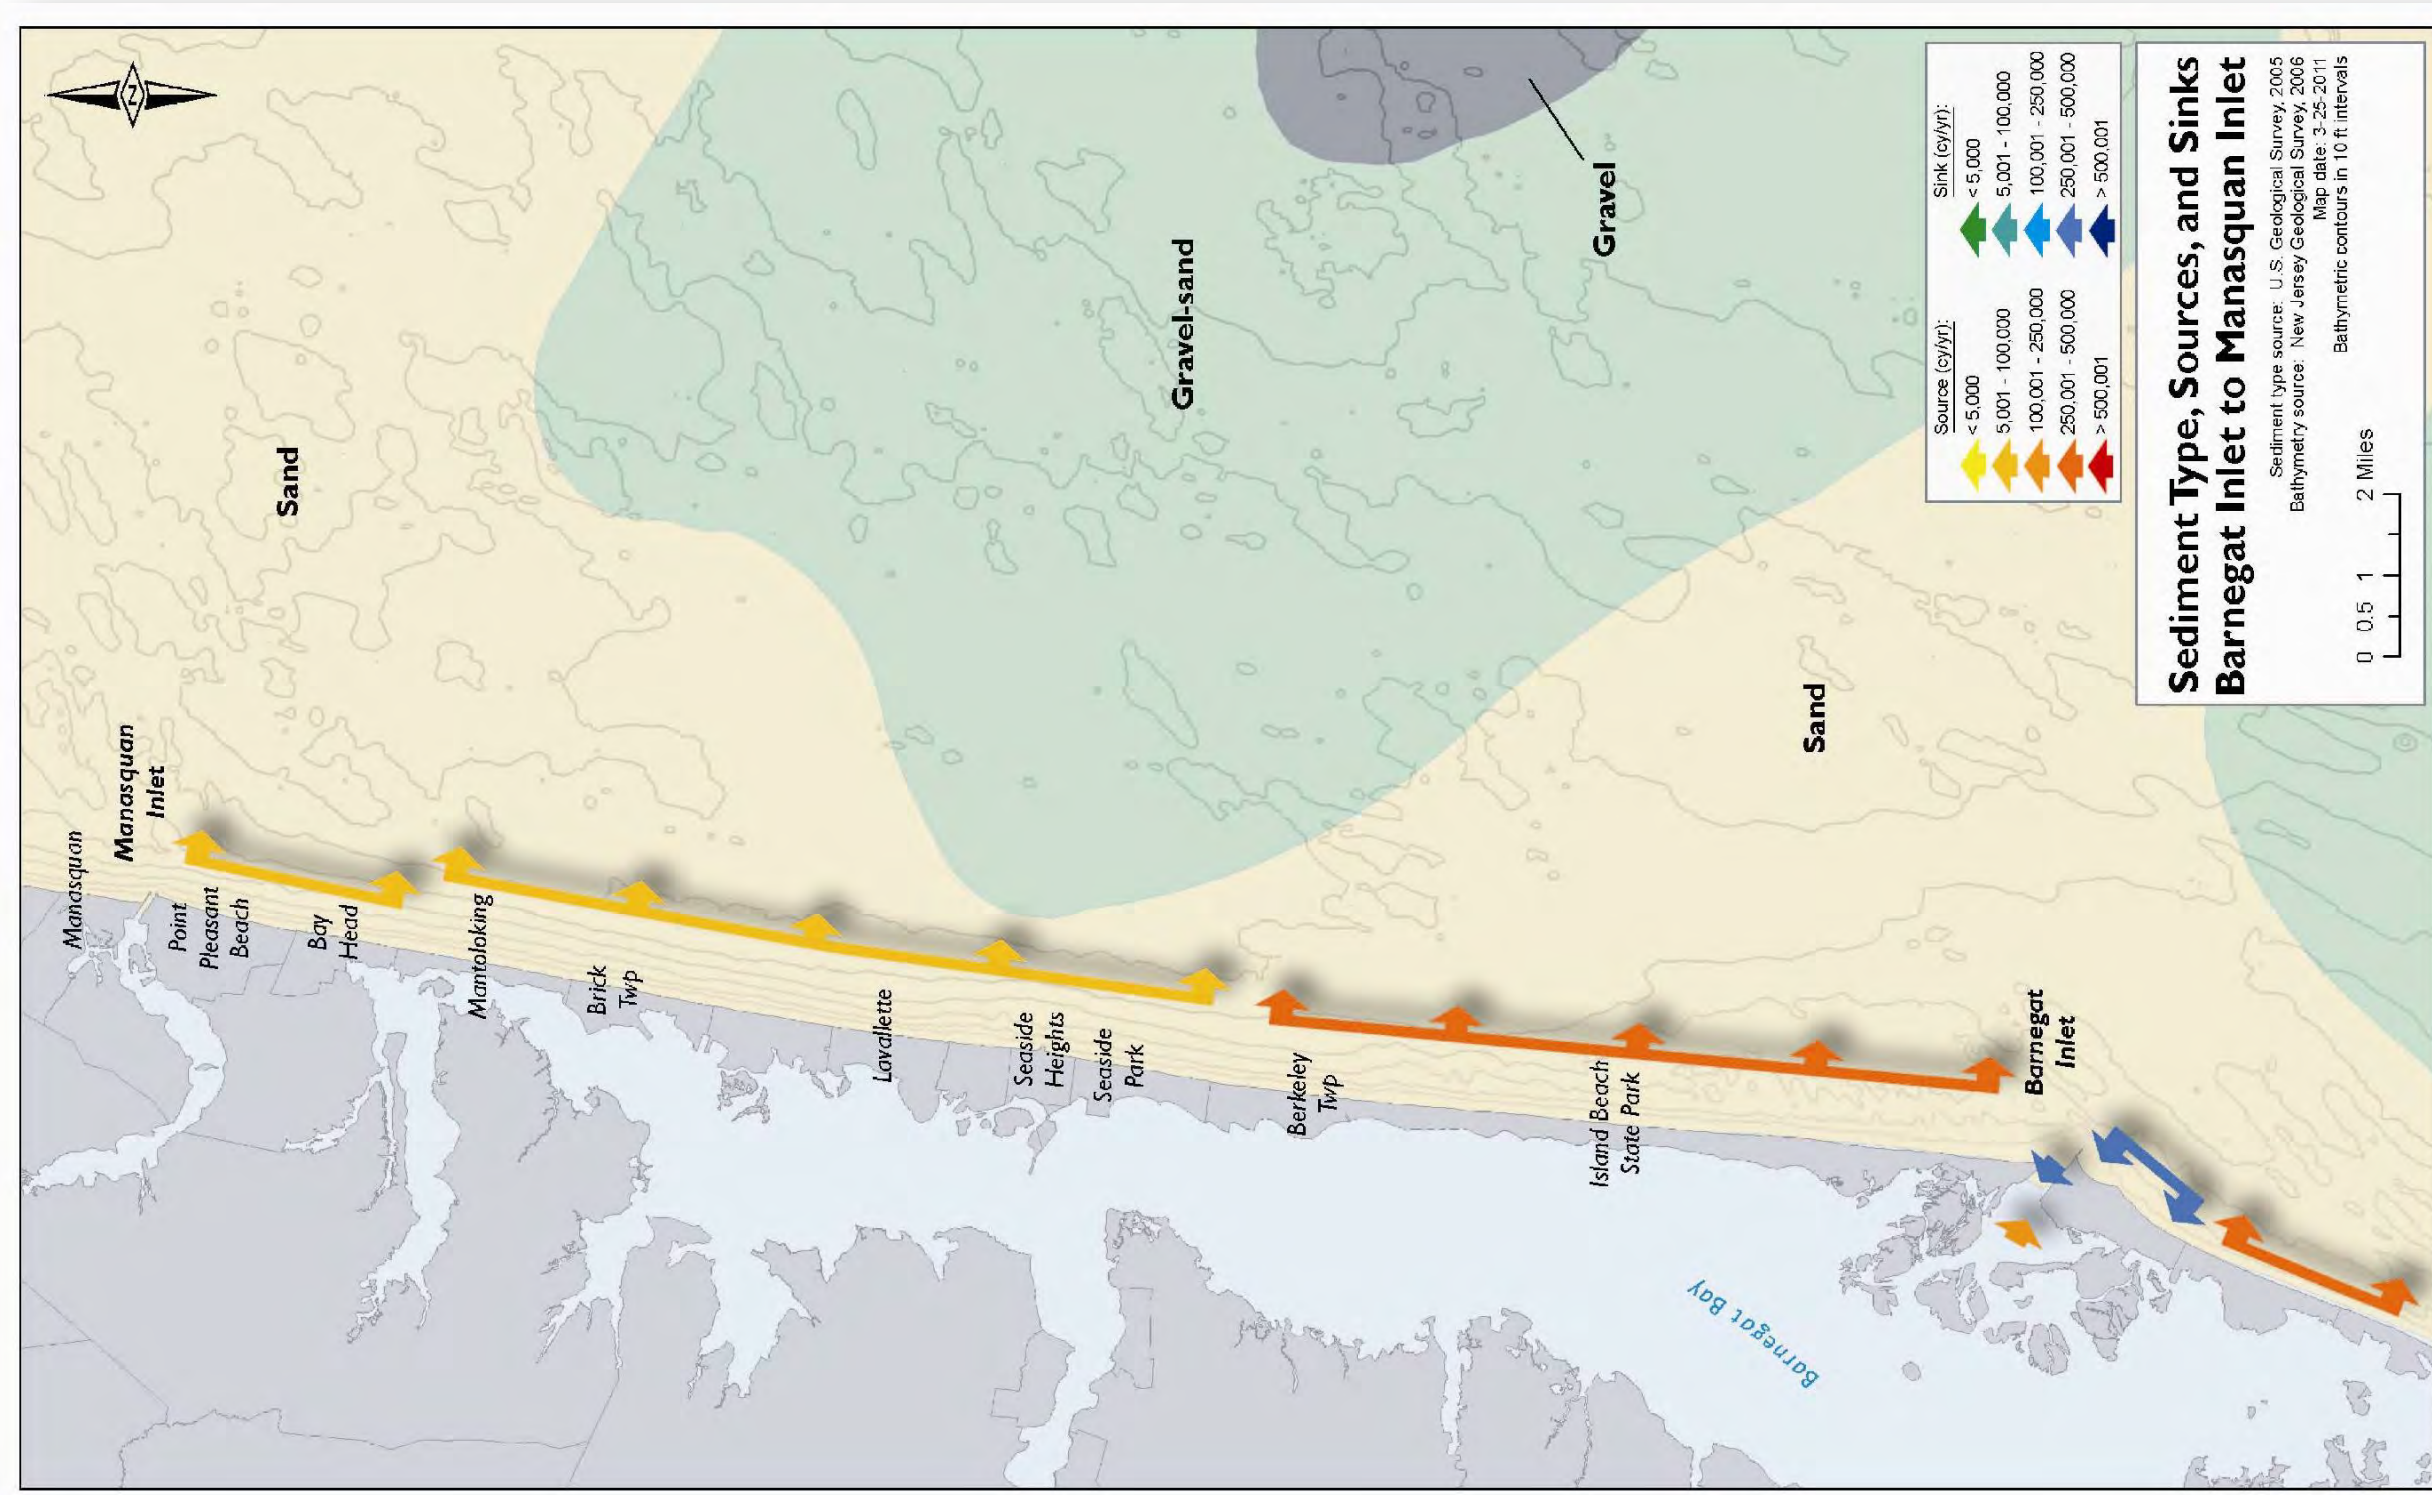 Z
Manasquan
Manasquan
Inlet
Point
Pleasant
Beach
Bay
Head
Mantoloking
Brick
Twp
Lavallette
Seaside
Heights
Seaside
Park
Berkeley
Twp
Island Beach
State Park
Barnegat
Inlet
Barnegat Bay
Sand
Gravel-sand
Gravel
Sand
Source (cy/yr):
< 5,000
5,001 - 100,000
100,001 - 250,000
250,001 - 500,000
> 500,001
Sink (cy/yr):
< 5,000
5,001 - 100,000
100,001 - 250,000
250,001 - 500,000
> 500,001
Sediment Type, Sources, and Sinks
Barnegat Inlet to Manasquan Inlet
Sediment type source: U.S. Geological Survey, 2005
Bathymetry source: New Jersey Geological Survey, 2006
Map date: 3-25-2011
Bathymetric contours in 10 ft intervals
0 0.5 1 2 Miles